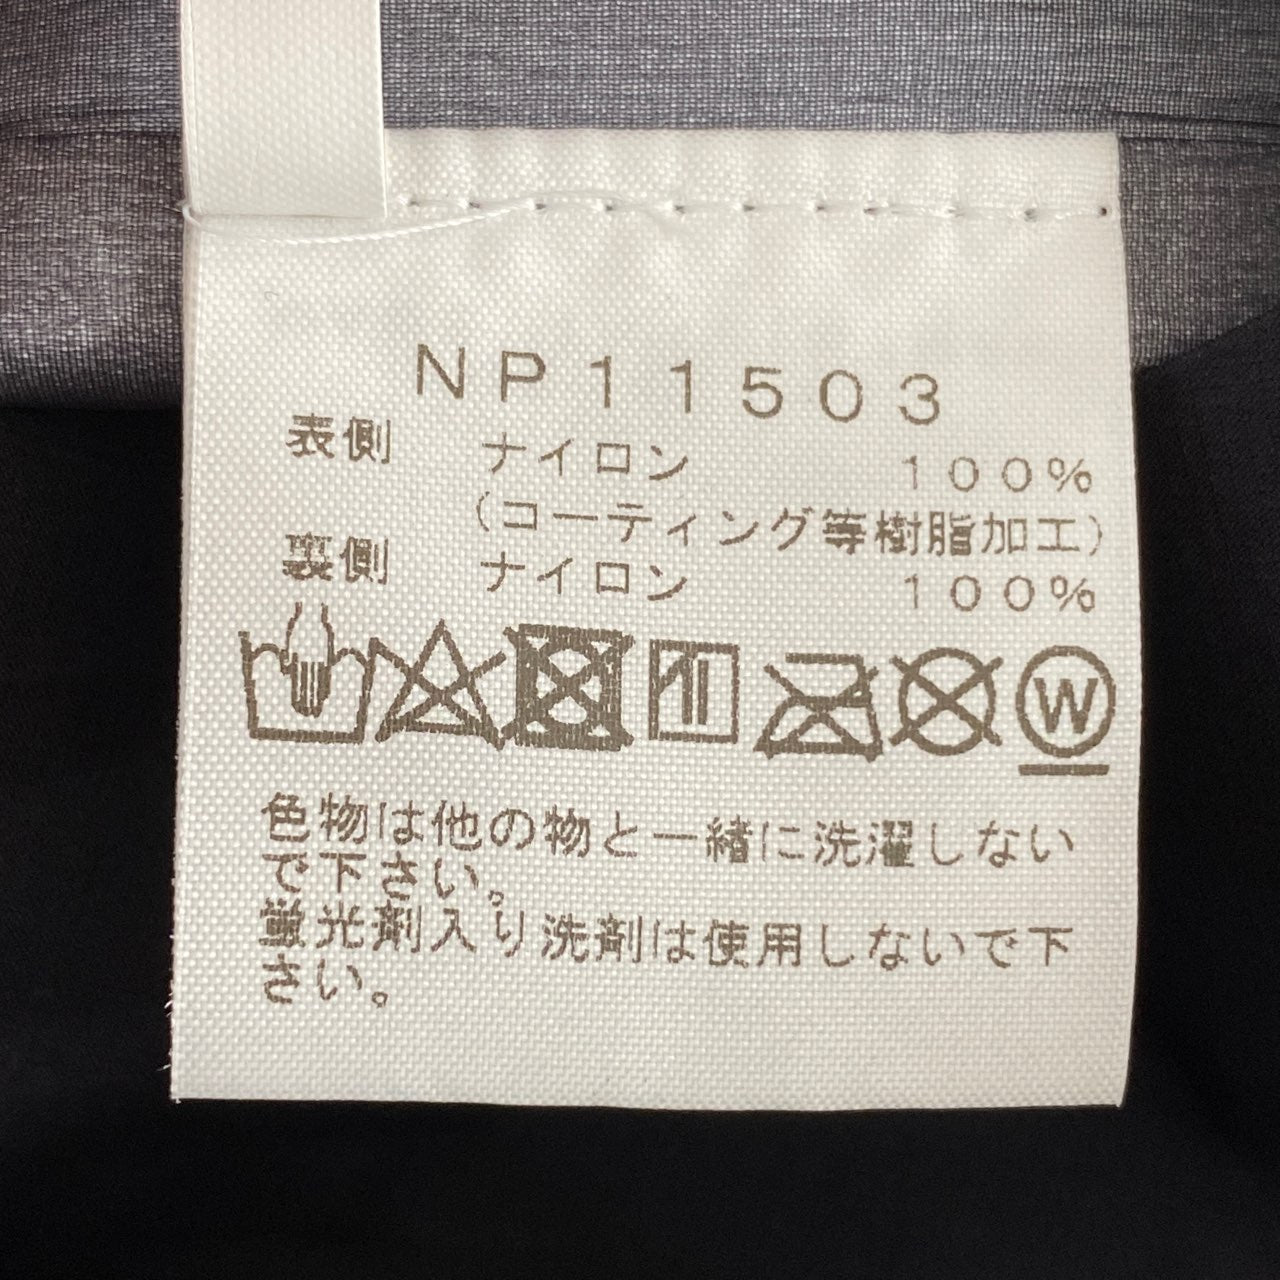 NP11503
表側 ナイロン 100%
(コーティング等樹脂加工)
裏側 ナイロン 100%
W
色物は他の物と一緒に洗濯しない
で下さい。
蛍光剤入り洗剤は使用しないで下
さい。